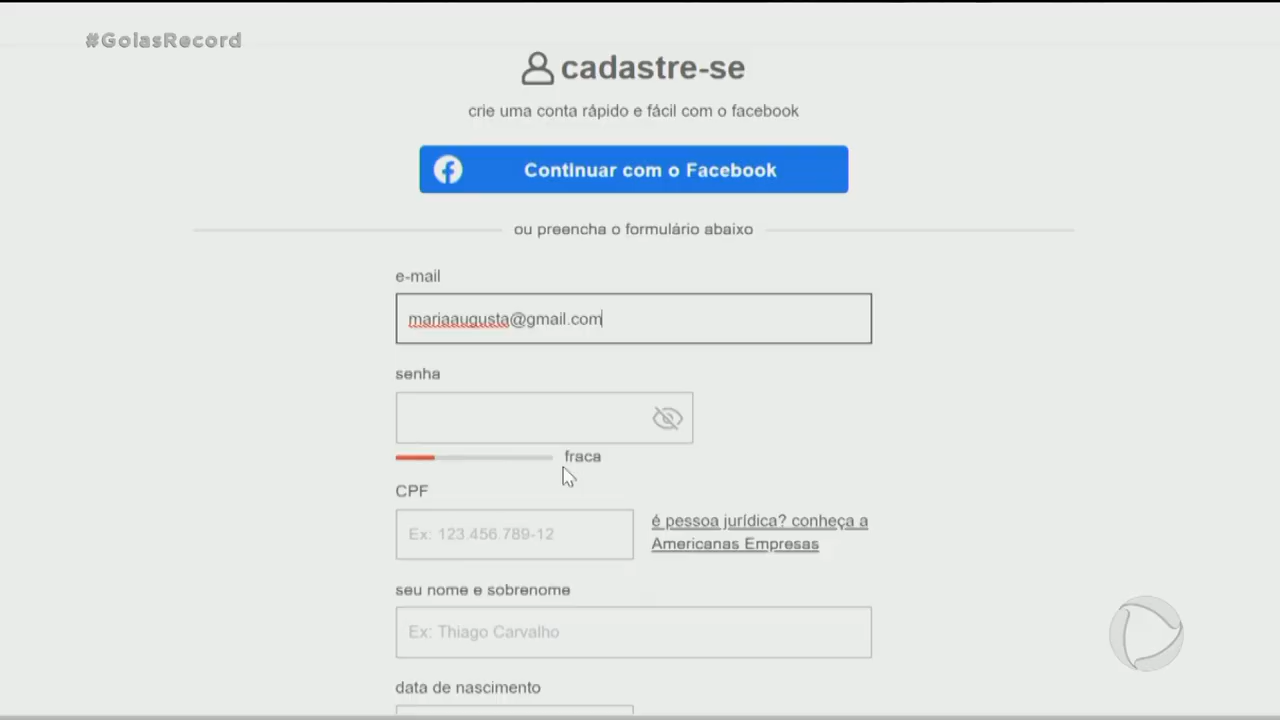 #GolasRecord
cadastre-se
crie uma conta rápido e fácil com o facebook
Continuar com o Facebook
ou preencha o formulário abaixo
e-mail
mariaaugusta@gmail.com
senha
fraca
CPF
Ex: 123.456.789-12
é pessoa jurídica? conheça a
Americanas Empresas
seu nome e sobrenome
Ex: Thiago Carvalho
data de nascimento